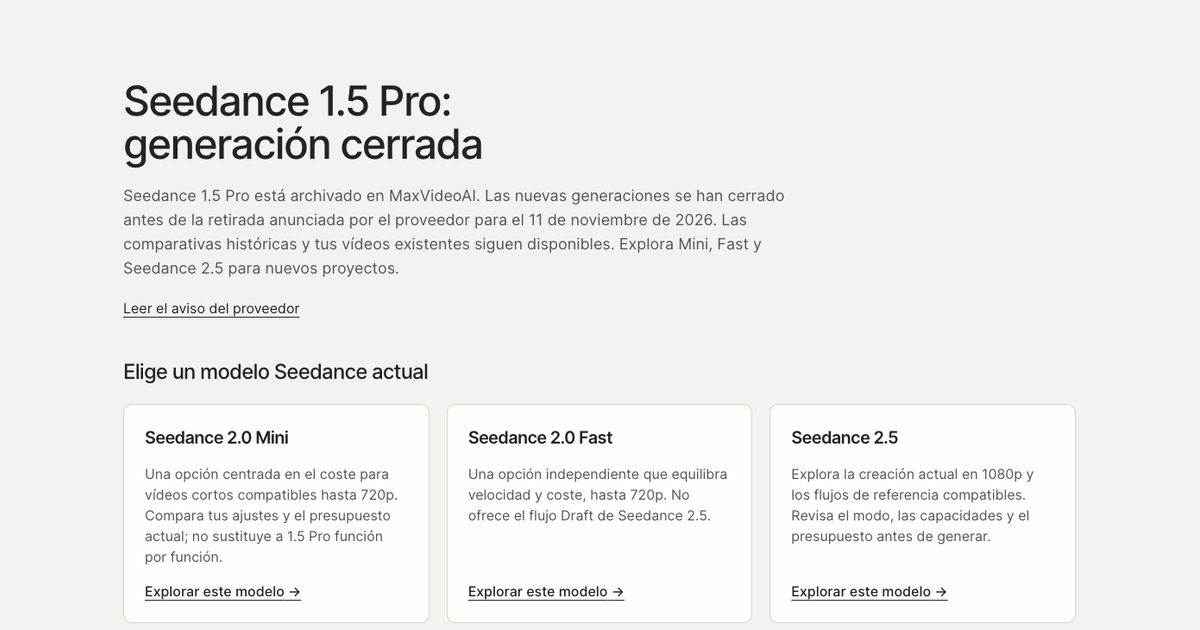 Seedance 1.5 Pro:
generación cerrada
Seedance 1.5 Pro está archivado en MaxVideoAI. Las nuevas generaciones se han cerrado
antes de la retirada anunciada por el proveedor para el 11 de noviembre de 2026. Las
comparativas históricas y tus vídeos existentes siguen disponibles. Explora Mini, Fast y
Seedance 2.5 para nuevos proyectos.
Leer el aviso del proveedor
Elige un modelo Seedance actual
Seedance 2.0 Mini
Una opción centrada en el coste para
vídeos cortos compatibles hasta 720p.
Compara tus ajustes y el presupuesto
actual; no sustituye a 1.5 Pro función
por función.
Explorar este modelo →
Seedance 2.0 Fast
Una opción independiente que equilibra
velocidad y coste, hasta 720p. No
ofrece el flujo Draft de Seedance 2.5.
Explorar este modelo →
Seedance 2.5
Explora la creación actual en 1080p y
los flujos de referencia compatibles.
Revisa el modo, las capacidades y el
presupuesto antes de generar.
Explorar este modelo →